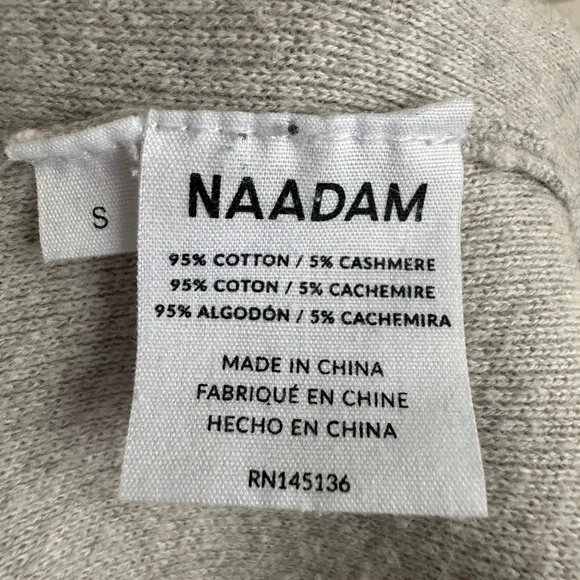 S
NAADAM
95% COTTON / 5% CASHMERE
95% COTON / 5% CACHEMIRE
95% ALGODÓN / 5% CACHEMIRA
MADE IN CHINA
FABRIQUÉ EN CHINE
HECHO EN CHINA
RN145136